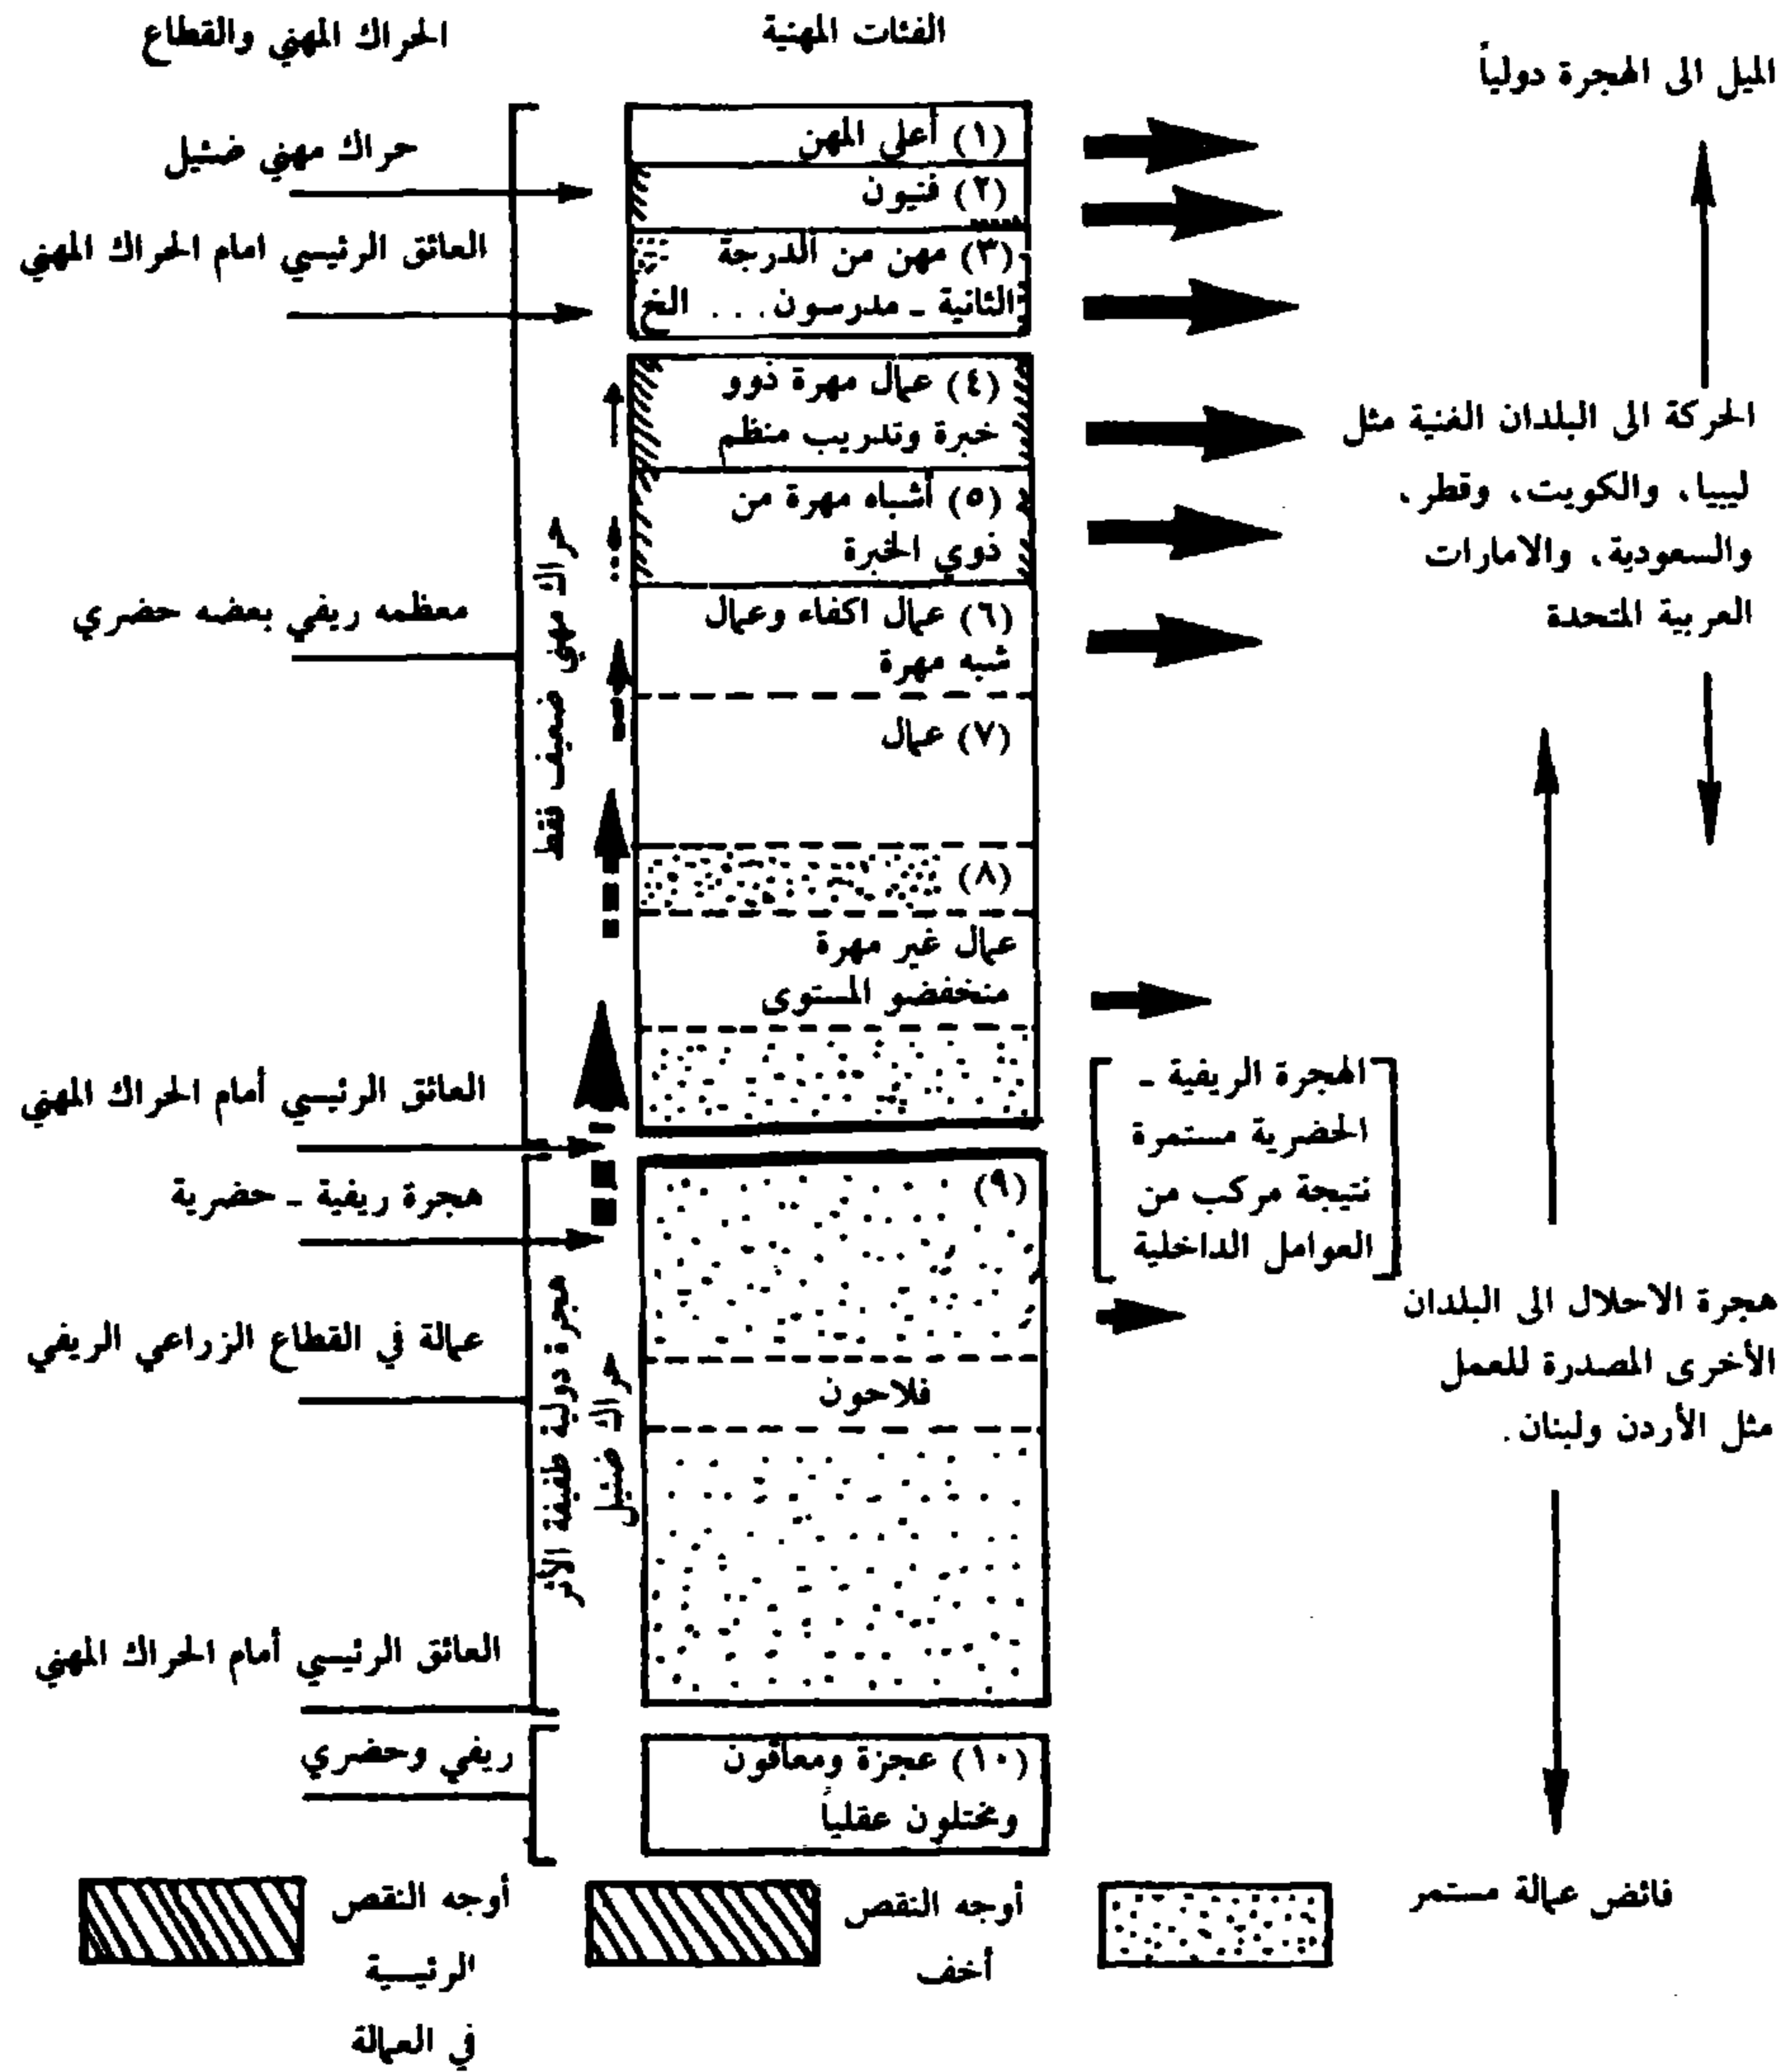 الميل الى الهجرة دولياً
الفئات المهنية
الحراك المهني والقطاع
(١) أعلى المهن
(٢) فنيون
(٣) مهن من الدرجة
الثانية ـ مدرسون... الخ
(٤) عمال مهرة ذوو
خبرة وتدريب منظم
(٥) أشباه مهرة من
ذوي الخبرة
(٦) عمال اكفاء وعمال
شبه مهرة
(٧) عمال
(٨)
عمال غير مهرة
منخفضو المستوى
(٩)
فلاحون
(١٠) عجزة ومعاقون
ومختلون عقلياً
حراك مهني ضئيل
العائق الرئيسي امام الحراك المهني
معظمه ريفي بعضه حضري
العائق الرئيسي أمام الحراك المهني
هجرة ريفية ـ حضرية
عمالة في القطاع الزراعي الريفي
العائق الرئيسي أمام الحراك المهني
ريفي وحضري
حراك مهني ضعيف فقط
هجرة دولية طفيفة الأثر
حراك ضئيل
الحركة الى البلدان الغنية مثل
ليبيا، والكويت، وقطر،
والسعودية، والامارات
العربية المتحدة
الهجرة الريفية ـ
الحضرية مستمرة
نتيجة مركب من
العوامل الداخلية
هجرة الاحلال الى البلدان
الأخرى المصدرة للعمل
مثل الأردن ولبنان.
فائض عمالة مستمر
أوجه النقص
أخف
أوجه النقص
الرئيسية
في العمالة